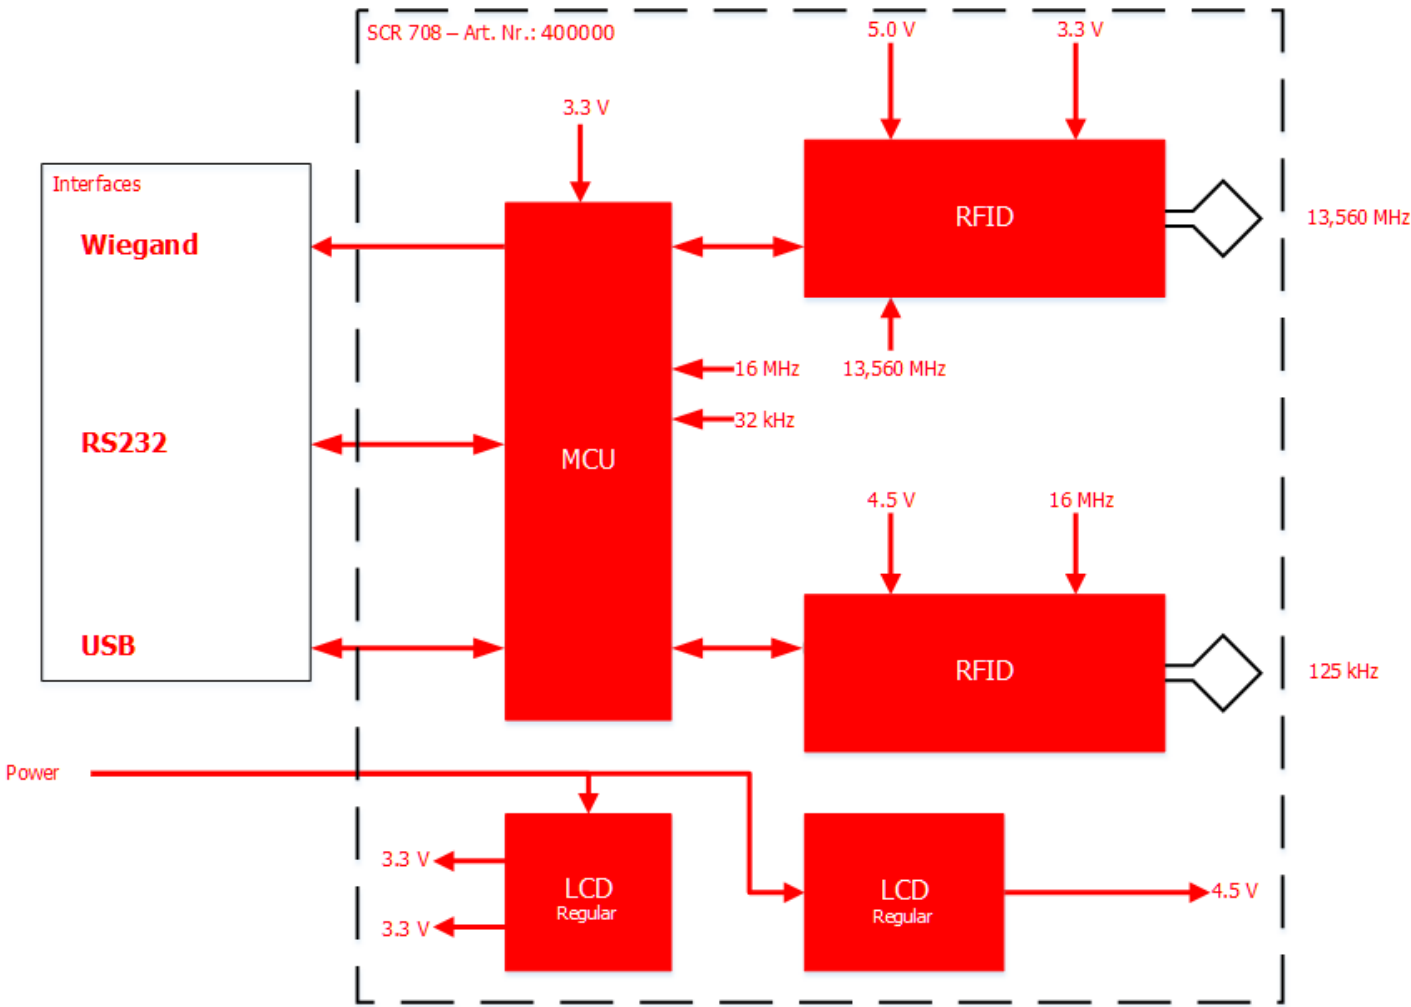 SCR 708 – Art. Nr.: 400000
5.0 V
3.3 V
3.3 V
Interfaces
Wiegand
RFID
13,560 MHz
16 MHz
13,560 MHz
32 kHz
RS232
MCU
4.5 V
16 MHz
USB
RFID
125 kHz
Power
3.3 V
LCD
Regular
3.3 V
LCD
Regular
4.5 V